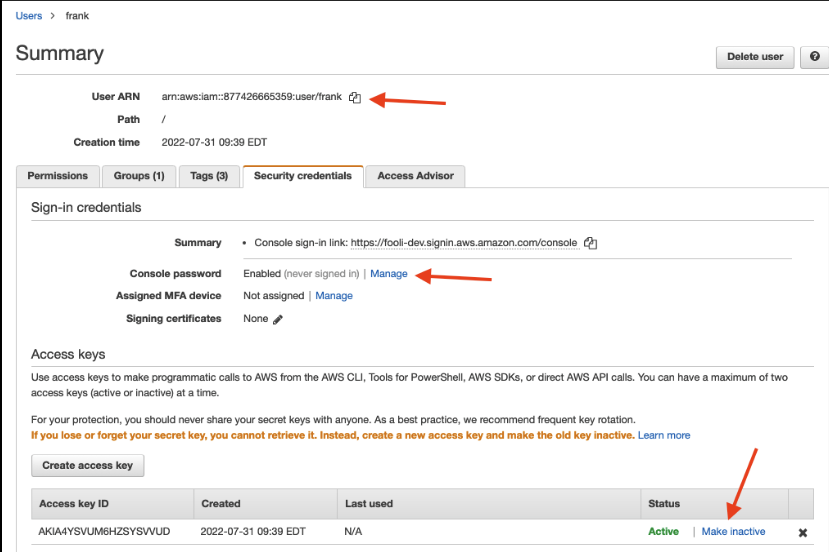 Users > frank
Summary
Delete user
User ARN arn:aws:iam::877426665359:user/frank
Path /
Creation time 2022-07-31 09:39 EDT
Permissions Groups (1) Tags (3) Security credentials Access Advisor
Sign-in credentials
Summary • Console sign-in link: https://fooli-dev.signin.aws.amazon.com/console
Console password Enabled (never signed in) | Manage
Assigned MFA device Not assigned | Manage
Signing certificates None
Access keys
Use access keys to make programmatic calls to AWS from the AWS CLI, Tools for PowerShell, AWS SDKs, or direct AWS API calls. You can have a maximum of two
access keys (active or inactive) at a time.
For your protection, you should never share your secret keys with anyone. As a best practice, we recommend frequent key rotation.
If you lose or forget your secret key, you cannot retrieve it. Instead, create a new access key and make the old key inactive. Learn more
Create access key
Access key ID Created Last used Status
AKIA4YSVUM6HZSYSVVUD 2022-07-31 09:39 EDT N/A Active | Make inactive